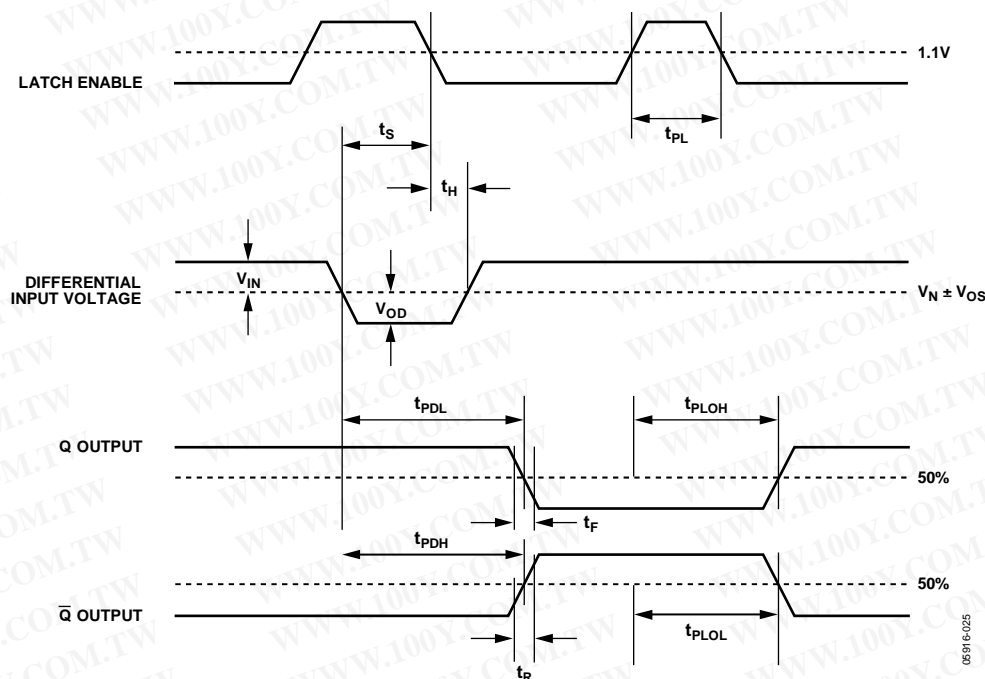 1.1V
LATCH ENABLE
tS
tPL
tH
DIFFERENTIAL
INPUT VOLTAGE
VIN
VOD
VN ± VOS
tPDL
tPLOH
Q OUTPUT
50%
tF
tPDH
50%
Q̅ OUTPUT
tPLOL
tR
05916-025
WWW.100Y.COM.TW